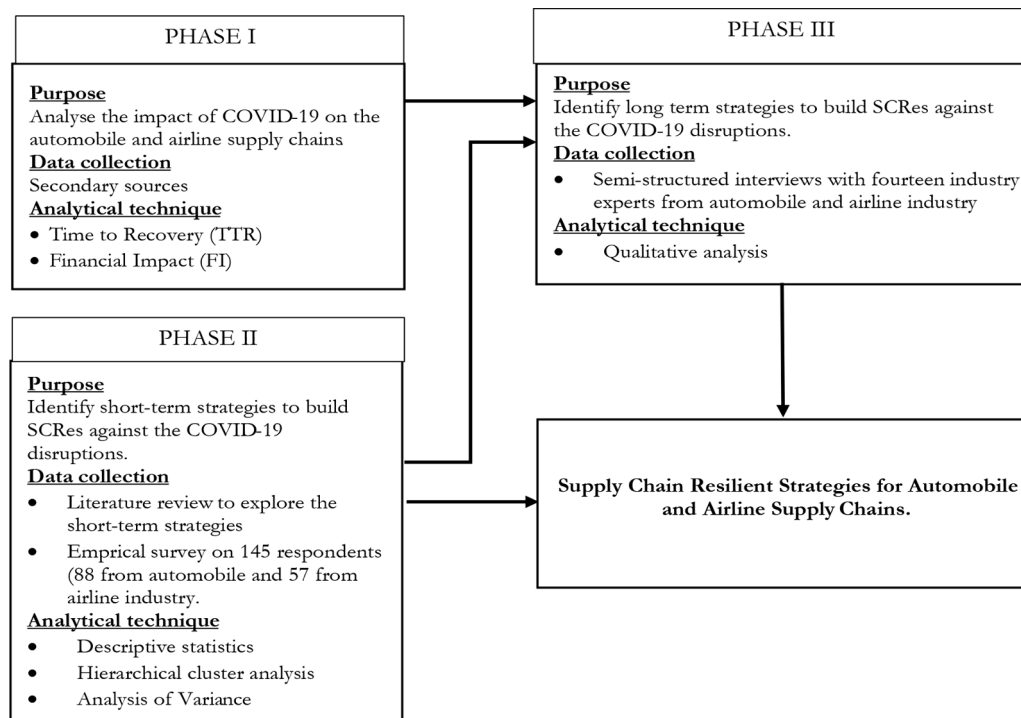 PHASE I
Purpose
Analyse the impact of COVID-19 on the
automobile and airline supply chains
Data collection
Secondary sources
Analytical technique
• Time to Recovery (TTR)
• Financial Impact (FI)
PHASE II
Purpose
Identify short-term strategies to build
SCRes against the COVID-19
disruptions.
Data collection
• Literature review to explore the
short-term strategies
• Emprical survey on 145 respondents
(88 from automobile and 57 from
airline industry.
Analytical technique
• Descriptive statistics
• Hierarchical cluster analysis
• Analysis of Variance
PHASE III
Purpose
Identify long term strategies to build SCRes against
the COVID-19 disruptions.
Data collection
• Semi-structured interviews with fourteen industry
experts from automobile and airline industry
Analytical technique
• Qualitative analysis
Supply Chain Resilient Strategies for Automobile
and Airline Supply Chains.